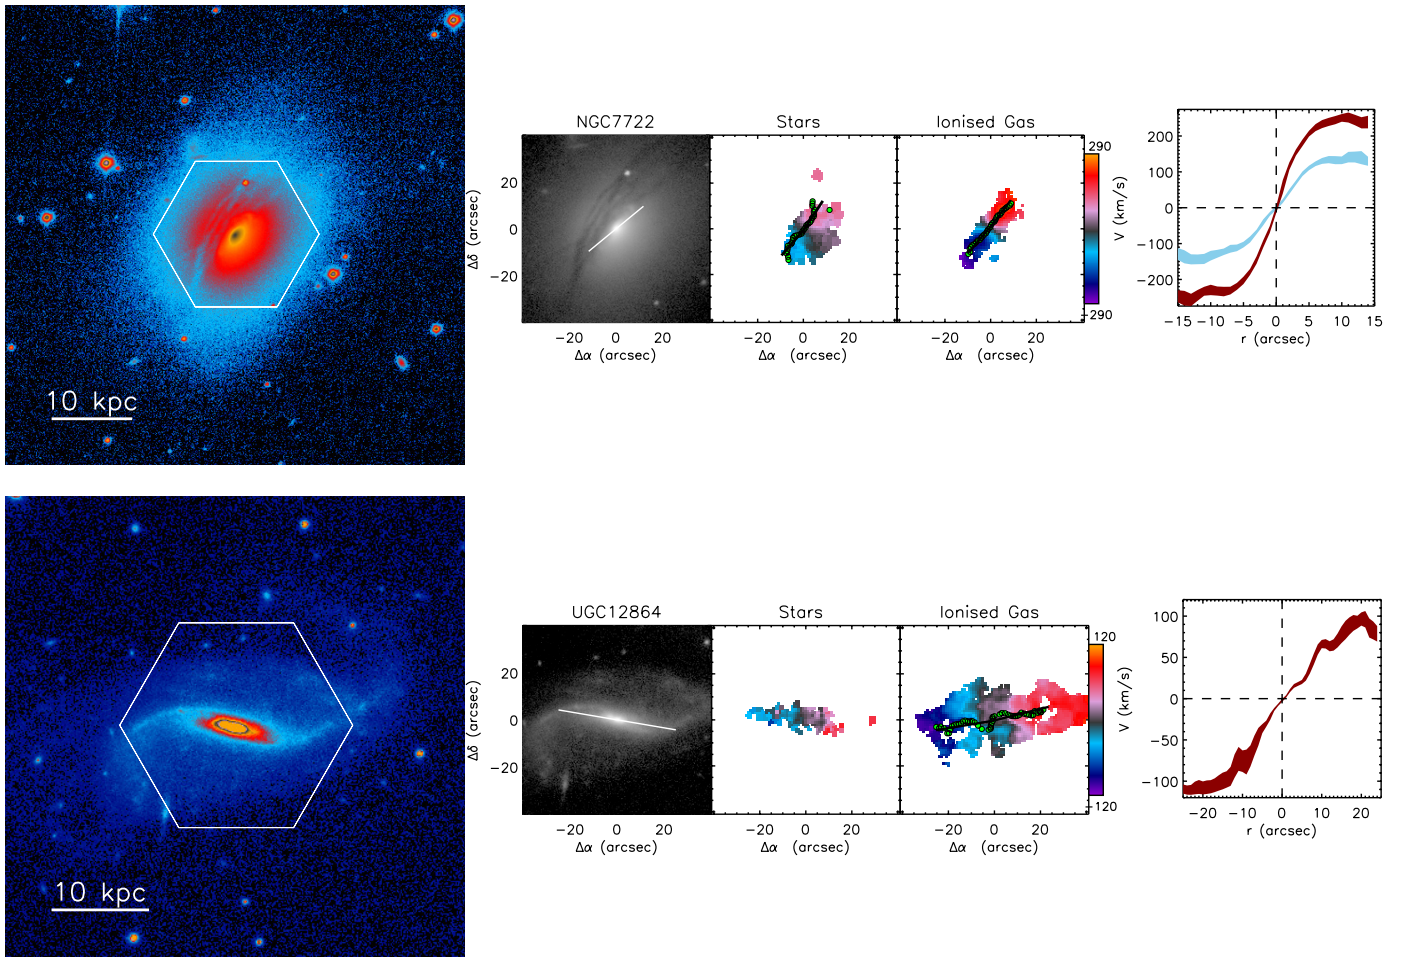 10 kpc
NGC7722
Stars
Ionised Gas
Δδ (arcsec)
20
0
−20
−20 0 20
Δα (arcsec)
−20 0 20
Δα (arcsec)
−20 0 20
Δα (arcsec)
290
290
V (km/s)
200
100
0
−100
−200
−15 −10 −5 0 5 10 15
r (arcsec)
10 kpc
UGC12864
Stars
Ionised Gas
Δδ (arcsec)
20
0
−20
−20 0 20
Δα (arcsec)
−20 0 20
Δα (arcsec)
−20 0 20
Δα (arcsec)
120
120
V (km/s)
100
50
0
−50
−100
−20 −10 0 10 20
r (arcsec)